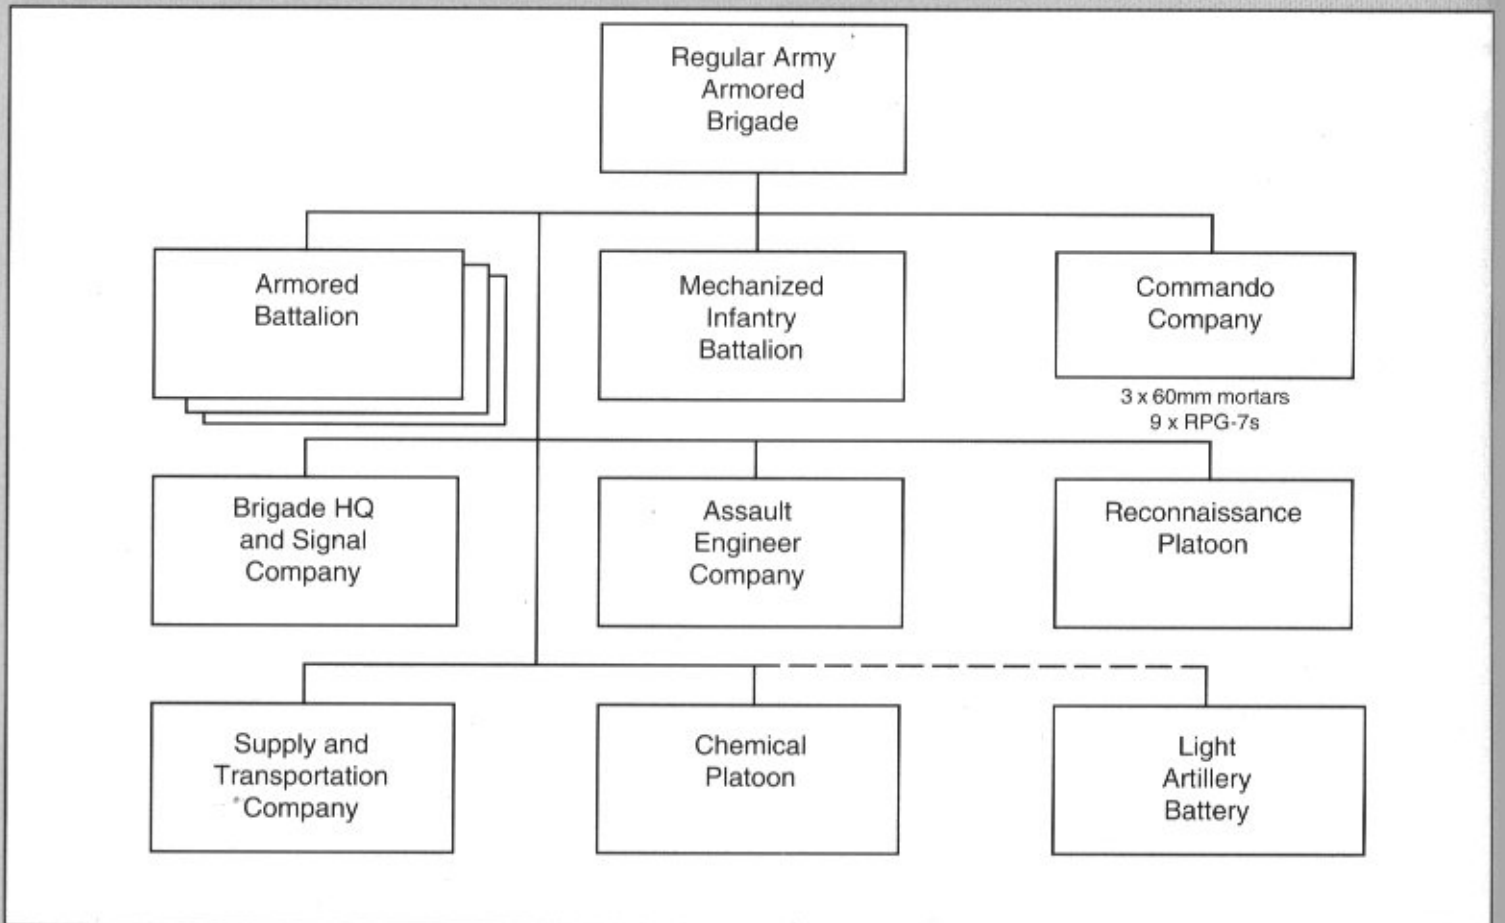 Regular Army
Armored
Brigade
Armored
Battalion
Mechanized
Infantry
Battalion
Commando
Company
3 x 60mm mortars
9 x RPG-7s
Brigade HQ
and Signal
Company
Assault
Engineer
Company
Reconnaissance
Platoon
Supply and
Transportation
Company
Chemical
Platoon
Light
Artillery
Battery